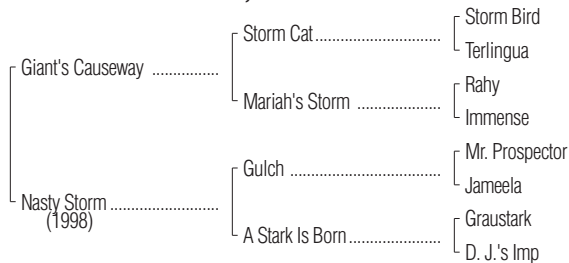 Storm Bird
Storm Cat ..................
Terlingua
Giant's Causeway ...............
Rahy
Mariah's Storm ...................
Immense
Mr. Prospector
Gulch ..................................
Jameela
Nasty Storm ........................
(1998)
Graustark
A Stark Is Born .....................
D. J.'s Imp